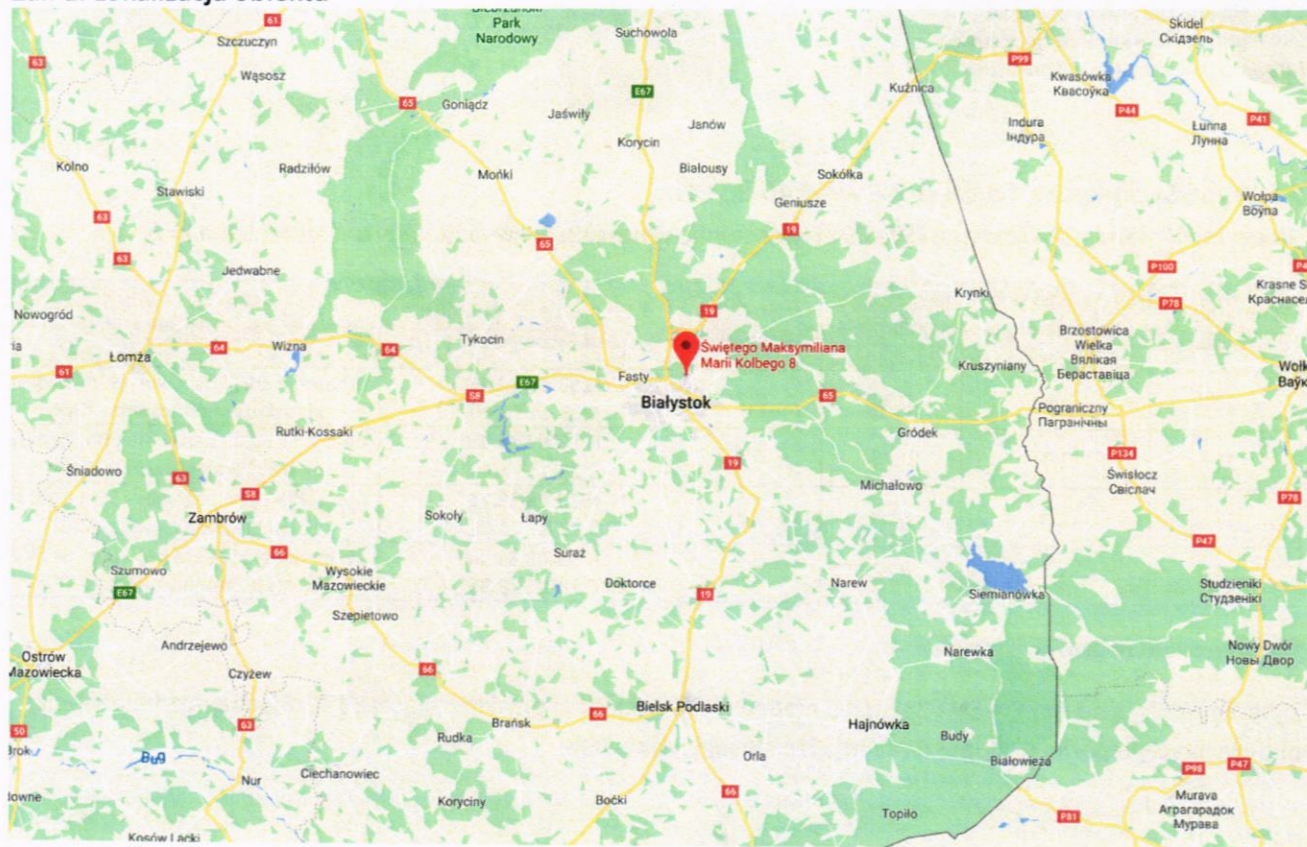 Lokalizacja
Biebrzański
Park
Narodowy
Suchowola
Skidel
Скідзель
61
Szczuczyn
63
Wąsosz
P99
Kwasówka
Квасоўка
E67
Kuźnica
65
Goniądz
Jaświły
Janów
Indura
Індура
P44
Łunna
Лунна
P41
Korycin
Kolno
Radziłów
Mońki
Białousy
Sokółka
Stawiski
Wołpa
Воўпа
Geniusze
63
65
19
63
Jedwabne
P100
Krasne S
Краснасел
Krynki
P78
Nowogród
19
Tykocin
Brzostowica
Wielka
Вялікая
Бераставіца
Łomża
64
Wizna
64
Świętego Maksymiliana
Marii Kolbego 8
Kruszyniany
61
Fasty
E67
S8
65
Białystok
Pograniczny
Пагранічны
Rutki-Kossaki
Gródek
19
P134
Śniadowo
63
Świsłocz
Свіслач
S8
Michałowo
P78
Zambrów
Sokoły
Łapy
66
Suraż
P47
Szumowo
Wysokie
Mazowieckie
Doktorce
Narew
E67
19
Siemianówka
Studzieniki
Студзенікі
Szepietowo
Andrzejewo
Narewka
Nowy Dwór
Новы Двор
Ostrów
Mazowiecka
Czyżew
66
Bielsk Podlaski
66
Brańsk
63
Hajnówka
Rudka
Budy
Bug
Orla
Białowieża
P98
P47
Nur
Ciechanowiec
Koryciny
Boćki
66
Murava
Аграгарадок
Мурава
Topiło
P81
Kosów Lacki